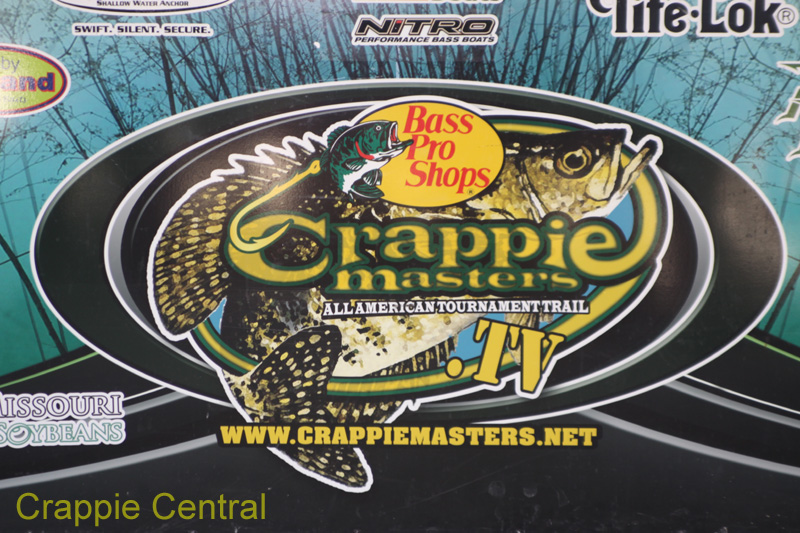 SHALLOW WATER ANCHOR
SWIFT. SILENT. SECURE.
NITRO
PERFORMANCE BASS BOATS
Tite-Lok®
by
Bass
Pro
Shops
Crappie
masters
ALL AMERICAN TOURNAMENT TRAIL
.TV
MISSOURI
SOYBEANS
WWW.CRAPPIEMASTERS.NET
Crappie Central